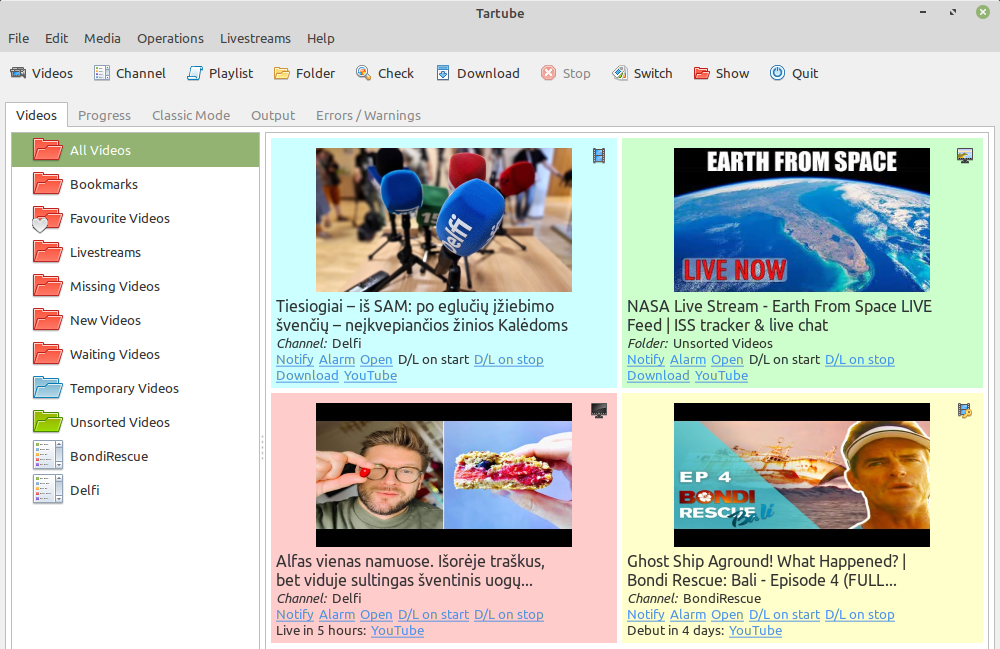 Tartube
File Edit Media Operations Livestreams Help
Videos Channel Playlist Folder Check Download Stop Switch Show Quit
Videos Progress Classic Mode Output Errors / Warnings
All Videos
Bookmarks
Favourite Videos
Livestreams
Missing Videos
New Videos
Waiting Videos
Temporary Videos
Unsorted Videos
BondiRescue
Delfi
Delfi
Tiesiogiai – iš SAM: po eglučių įžiebimo
švenčių – neįkvepiančios žinios Kalėdoms
Channel: Delfi
Notify Alarm Open D/L on start D/L on stop
Download YouTube
EARTH FROM SPACE
LIVE NOW
NASA Live Stream - Earth From Space LIVE
Feed | ISS tracker & live chat
Folder: Unsorted Videos
Notify Alarm Open D/L on start D/L on stop
Download YouTube
Alfas vienas namuose. Išorėje traškus,
bet viduje sultingas šventinis uogų...
Channel: Delfi
Notify Alarm Open D/L on start D/L on stop
Live in 5 hours: YouTube
EP 4
BONDI
RESCUE
Bali
Ghost Ship Aground! What Happened? |
Bondi Rescue: Bali - Episode 4 (FULL...
Channel: BondiRescue
Notify Alarm Open D/L on start D/L on stop
Debut in 4 days: YouTube